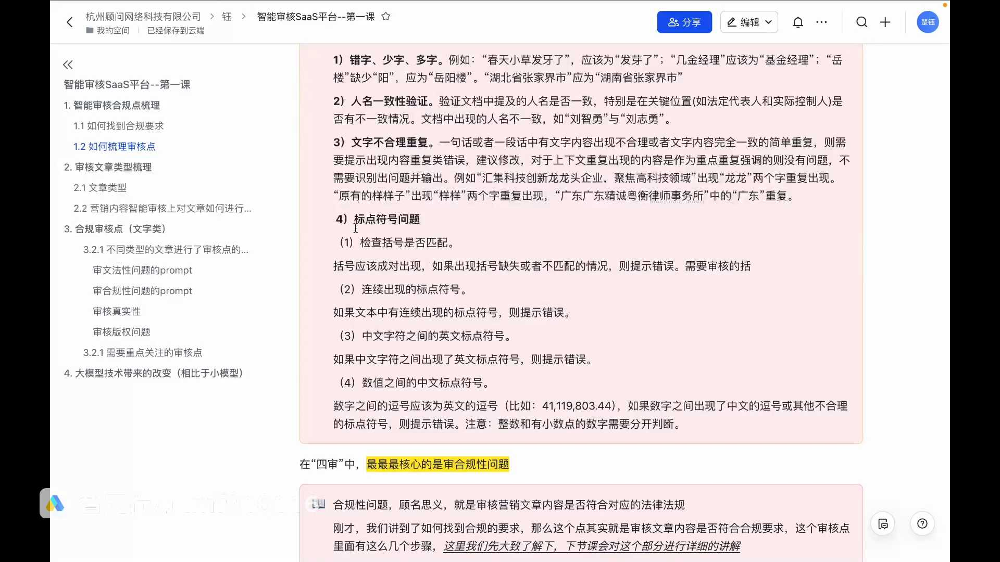 杭州顾问网络科技有限公司 > 钰 > 智能审核SaaS平台--第一课
我的空间 | 已经保存到云端
分享
编辑
楚钰
智能审核SaaS平台--第一课
1. 智能审核合规点梳理
1.1 如何找到合规要求
1.2 如何梳理审核点
2. 审核文章类型梳理
2.1 文章类型
2.2 营销内容智能审核上对文章如何进行...
3. 合规审核点（文字类）
3.2.1 不同类型的文章进行了审核点的...
审文法性问题的prompt
审合规性问题的prompt
审核真实性
审核版权问题
3.2.1 需要重点关注的审核点
4. 大模型技术带来的改变（相比于小模型）
1）错字、少字、多字。例如：“春天小草发牙了”，应该为“发芽了”；“几金经理”应该为“基金经理”；“岳
楼”缺少“阳”，应为“岳阳楼”。“湖北省张家界市”应为“湖南省张家界市”
2）人名一致性验证。验证文档中提及的人名是否一致，特别是在关键位置(如法定代表人和实际控制人)是
否有不一致情况。文档中出现的人名不一致，如“刘智勇”与“刘志勇”。
3）文字不合理重复。一句话或者一段话中有文字内容出现不合理或者文字内容完全一致的简单重复，则需
要提示出现内容重复类错误，建议修改，对于上下文重复出现的内容是作为重点重复强调的则没有问题，不
需要识别出问题并输出。例如“汇集科技创新龙龙头企业，聚焦高科技领域”出现“龙龙”两个字重复出现。
“原有的样样子”出现“样样”两个字重复出现，“广东广东精诚粤衡律师事务所”中的“广东”重复。
4）标点符号问题
（1）检查括号是否匹配。
括号应该成对出现，如果出现括号缺失或者不匹配的情况，则提示错误。需要审核的括
（2）连续出现的标点符号。
如果文本中有连续出现的标点符号，则提示错误。
（3）中文字符之间的英文标点符号。
如果中文字符之间出现了英文标点符号，则提示错误。
（4）数值之间的中文标点符号。
数字之间的逗号应该为英文的逗号（比如：41,119,803.44），如果数字之间出现了中文的逗号或其他不合理
的标点符号，则提示错误。注意：整数和有小数点的数字需要分开判断。
在“四审”中，最最最核心的是审合规性问题
合规性问题，顾名思义，就是审核营销文章内容是否符合对应的法律法规
刚才，我们讲到了如何找到合规的要求，那么这个点其实就是审核文章内容是否符合合规要求，这个审核点
里面有这么几个步骤，这里我们先大致了解下，下节课会对这个部分进行详细的讲解